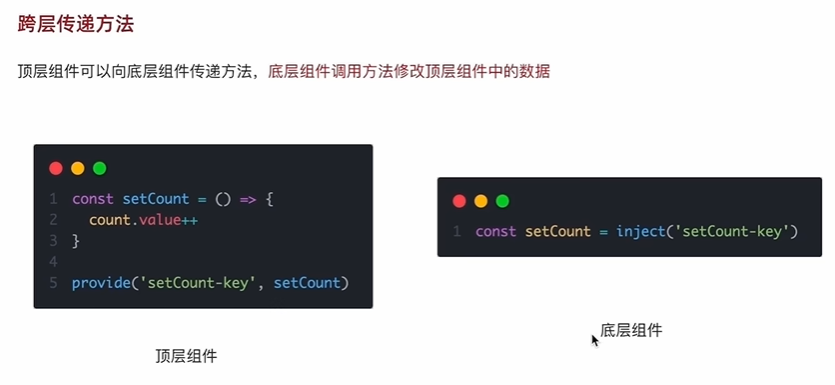 跨层传递方法
顶层组件可以向底层组件传递方法，底层组件调用方法修改顶层组件中的数据
1 const setCount = () => {
2   count.value++
3 }
4
5 provide('setCount-key', setCount)
顶层组件
1 const setCount = inject('setCount-key')
底层组件